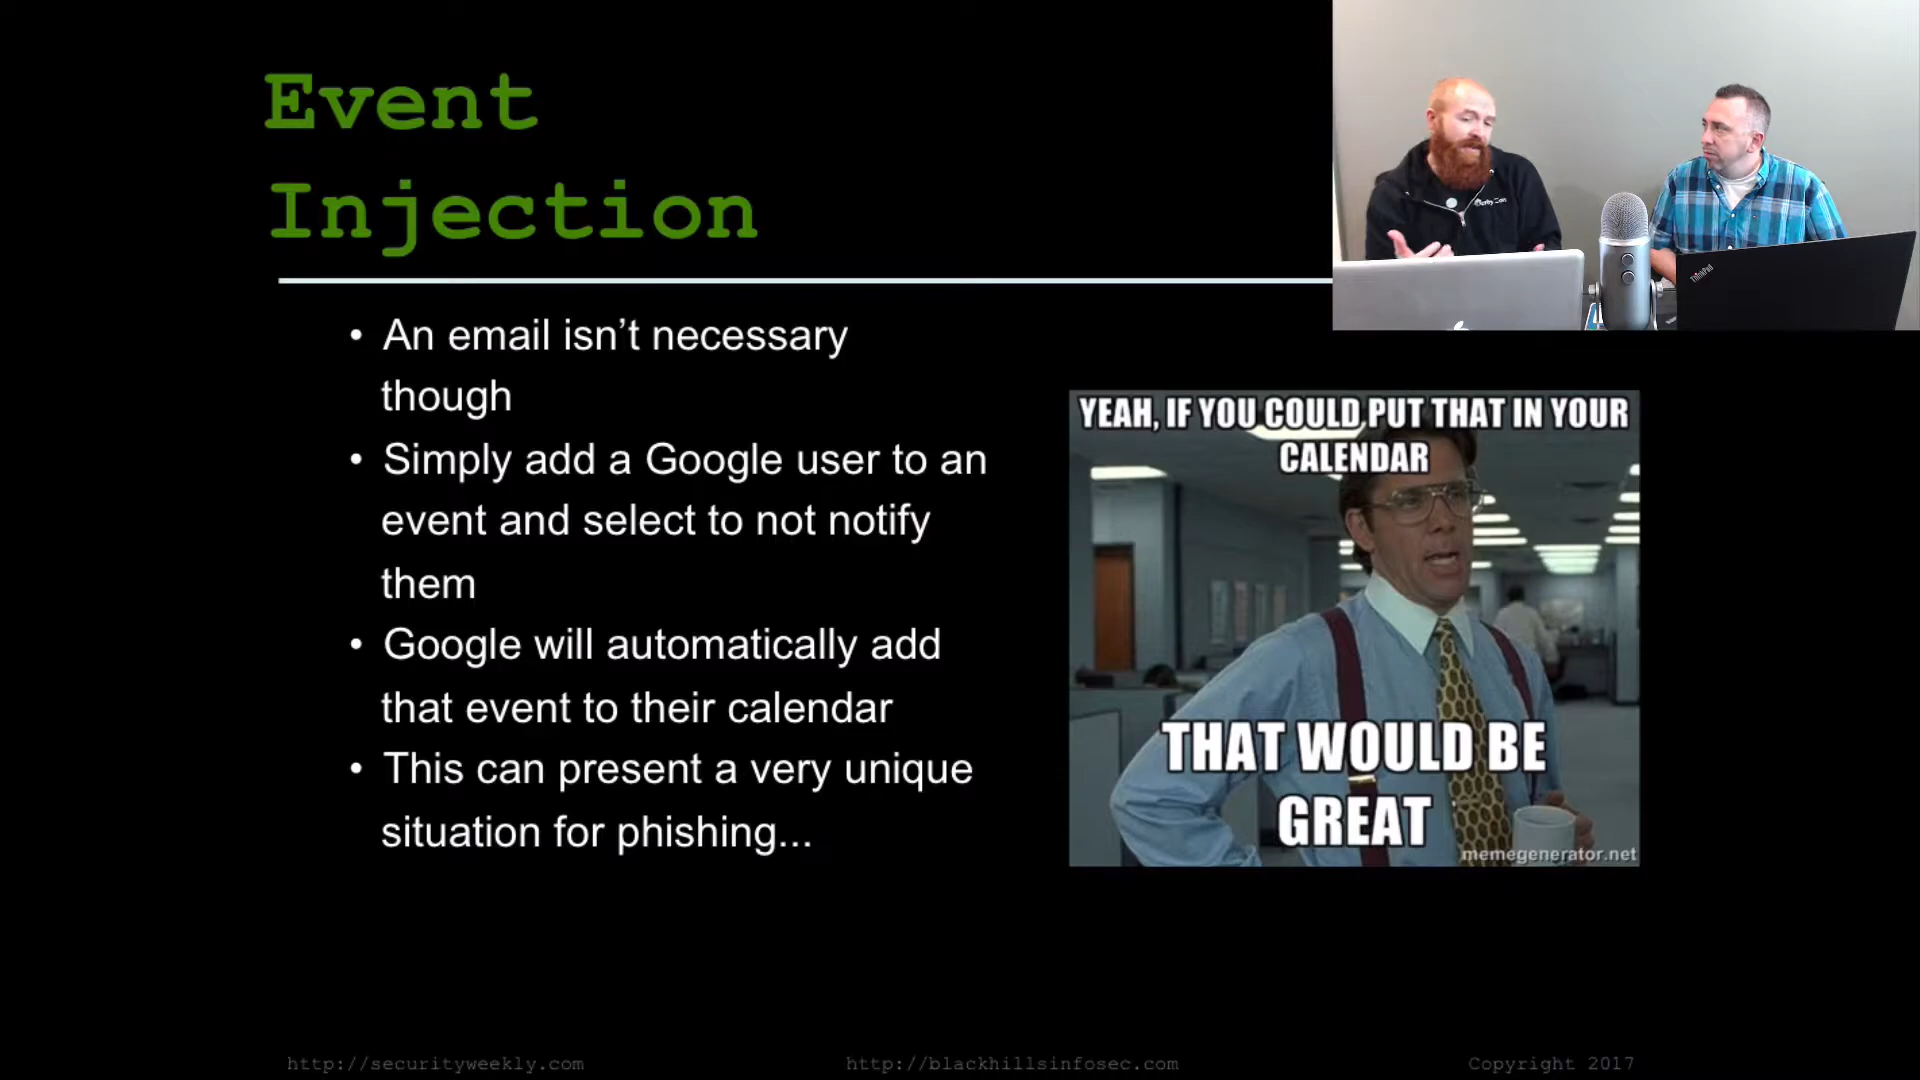 Event
Injection
• An email isn’t necessary
though
• Simply add a Google user to an
event and select to not notify
them
• Google will automatically add
that event to their calendar
• This can present a very unique
situation for phishing...
YEAH, IF YOU COULD PUT THAT IN YOUR
CALENDAR
THAT WOULD BE
GREAT
memegenerator.net
ThinkPad
http://securityweekly.com
http://blackhillsinfosec.com
Copyright 2017